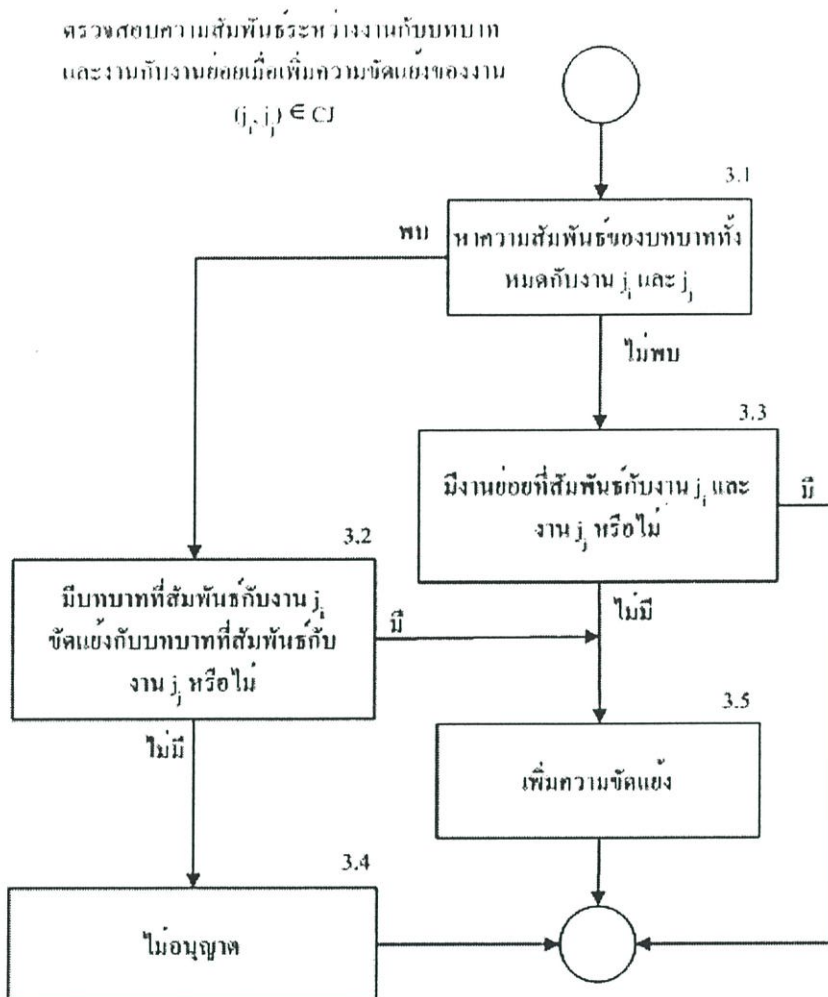 ตรวจสอบความสัมพันธ์ระหว่างงานกับบทบาท
และงานกับงานย่อยเมื่อเพิ่มความขัดแย้งของงาน
(j_i, j_j) ∈ CJ
3.1
พบ
หาความสัมพันธ์ของบทบาททั้ง
หมดกับงาน j_i และ j_j
ไม่พบ
3.3
มีงานย่อยที่สัมพันธ์กับงาน j_i และ
งาน j_j หรือไม่
มี
3.2
มีบทบาทที่สัมพันธ์กับงาน j_i
ขัดแย้งกับบทบาทที่สัมพันธ์กับ
งาน j_j หรือไม่
มี
ไม่มี
3.5
ไม่มี
เพิ่มความขัดแย้ง
3.4
ไม่อนุญาต